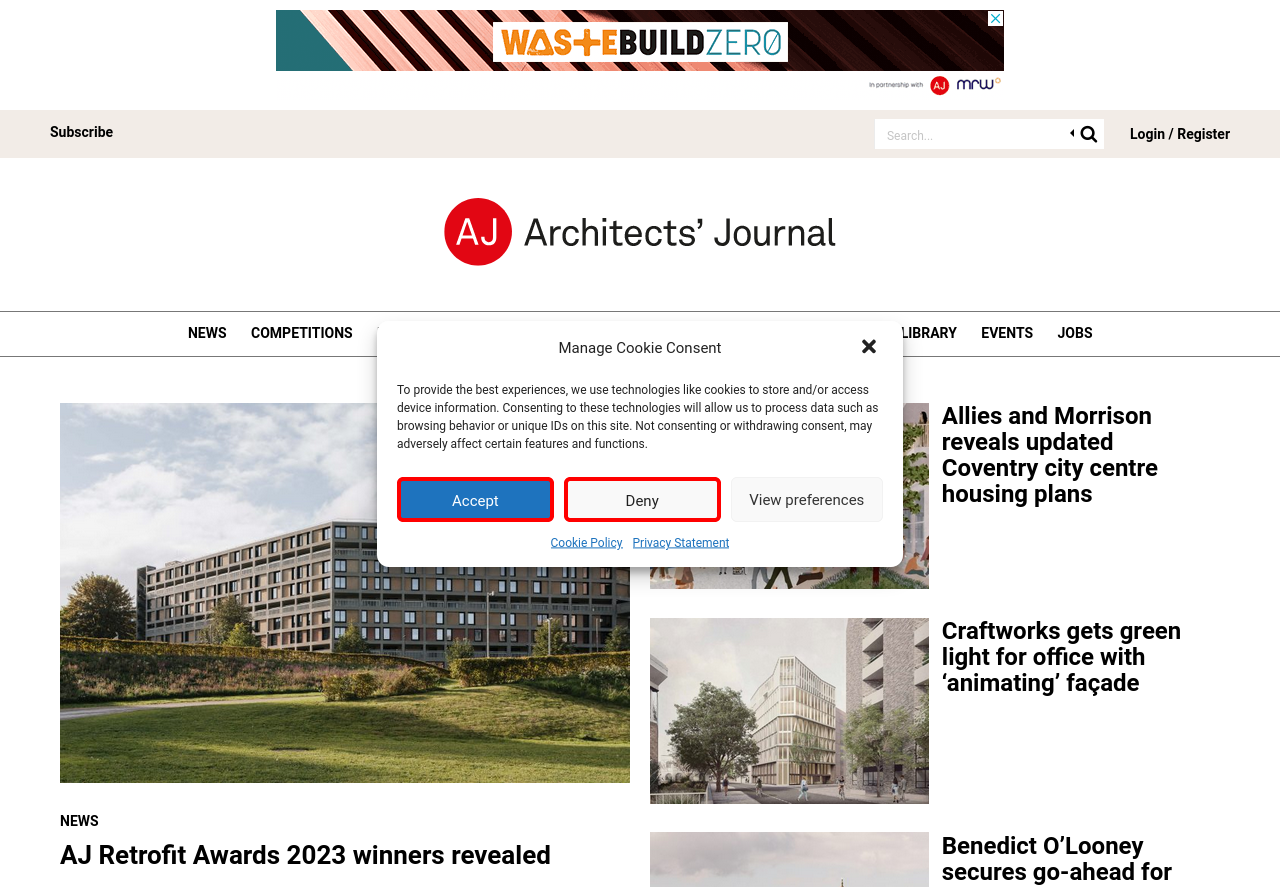 WASTEBUILDZERO
In partnership with AJ mrw
Subscribe
Search...
Login / Register
AJ Architects’ Journal
NEWS COMPETITIONS LIBRARY EVENTS JOBS
Manage Cookie Consent
To provide the best experiences, we use technologies like cookies to store and/or access
device information. Consenting to these technologies will allow us to process data such as
browsing behavior or unique IDs on this site. Not consenting or withdrawing consent, may
adversely affect certain features and functions.
Accept Deny View preferences
Cookie Policy Privacy Statement
Allies and Morrison
reveals updated
Coventry city centre
housing plans
Craftworks gets green
light for office with
‘animating’ façade
NEWS
AJ Retrofit Awards 2023 winners revealed
Benedict O’Looney
secures go-ahead for